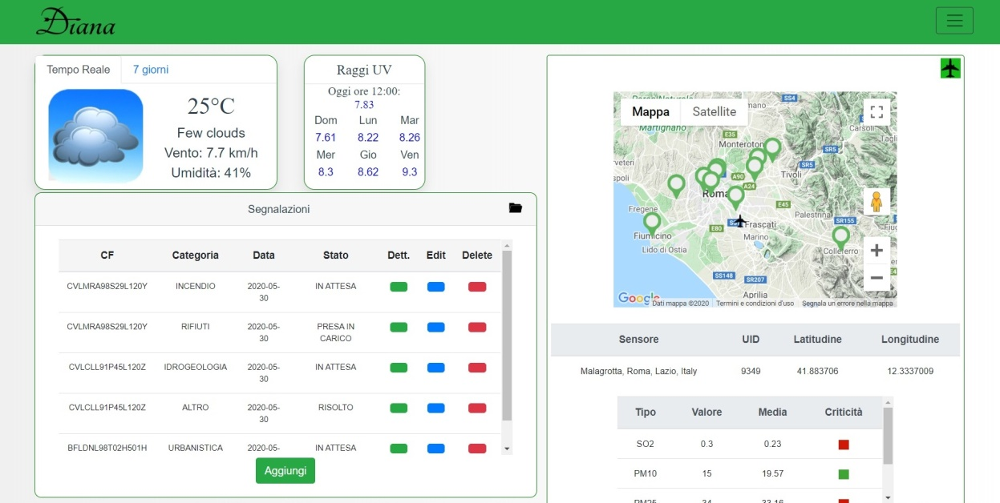 Diana
Tempo Reale
7 giorni
25°C
Few clouds
Vento: 7.7 km/h
Umidità: 41%
Raggi UV
Oggi ore 12:00:
7.83
Dom Lun Mar
7.61 8.22 8.26
Mer Gio Ven
8.3 8.62 9.3
Segnalazioni
CF Categoria Data Stato Dett. Edit Delete
CVLMRA98S29L120Y INCENDIO 2020-05-30 IN ATTESA
CVLMRA98S29L120Y RIFIUTI 2020-05-30 PRESA IN CARICO
CVLCLL91P45L120Z IDROGEOLOGIA 2020-05-30 IN ATTESA
CVLCLL91P45L120Z ALTRO 2020-05-30 RISOLTO
BFLDNL98T02H501H URBANISTICA 2020-05- IN ATTESA
Aggiungi
Mappa Satellite
SS4
Martignano
Carsoli
E35
Monteroton
SR5
SR5
Tivoli
A90
A24
Roma
E45
Fregene
Palestrina
SR155
Frascati
E80
Fiumicino
Marino
Lido di Ostia
Colleferro
SS148
SR207
Aprilia
Google
Dati mappa ©2020 Termini e condizioni d'uso Segnala un errore nella mappa
Sensore UID Latitudine Longitudine
Malagrotta, Roma, Lazio, Italy 9349 41.883706 12.3337009
Tipo Valore Media Criticità
SO2 0.3 0.23
PM10 15 19.57
PM25 34 33.16